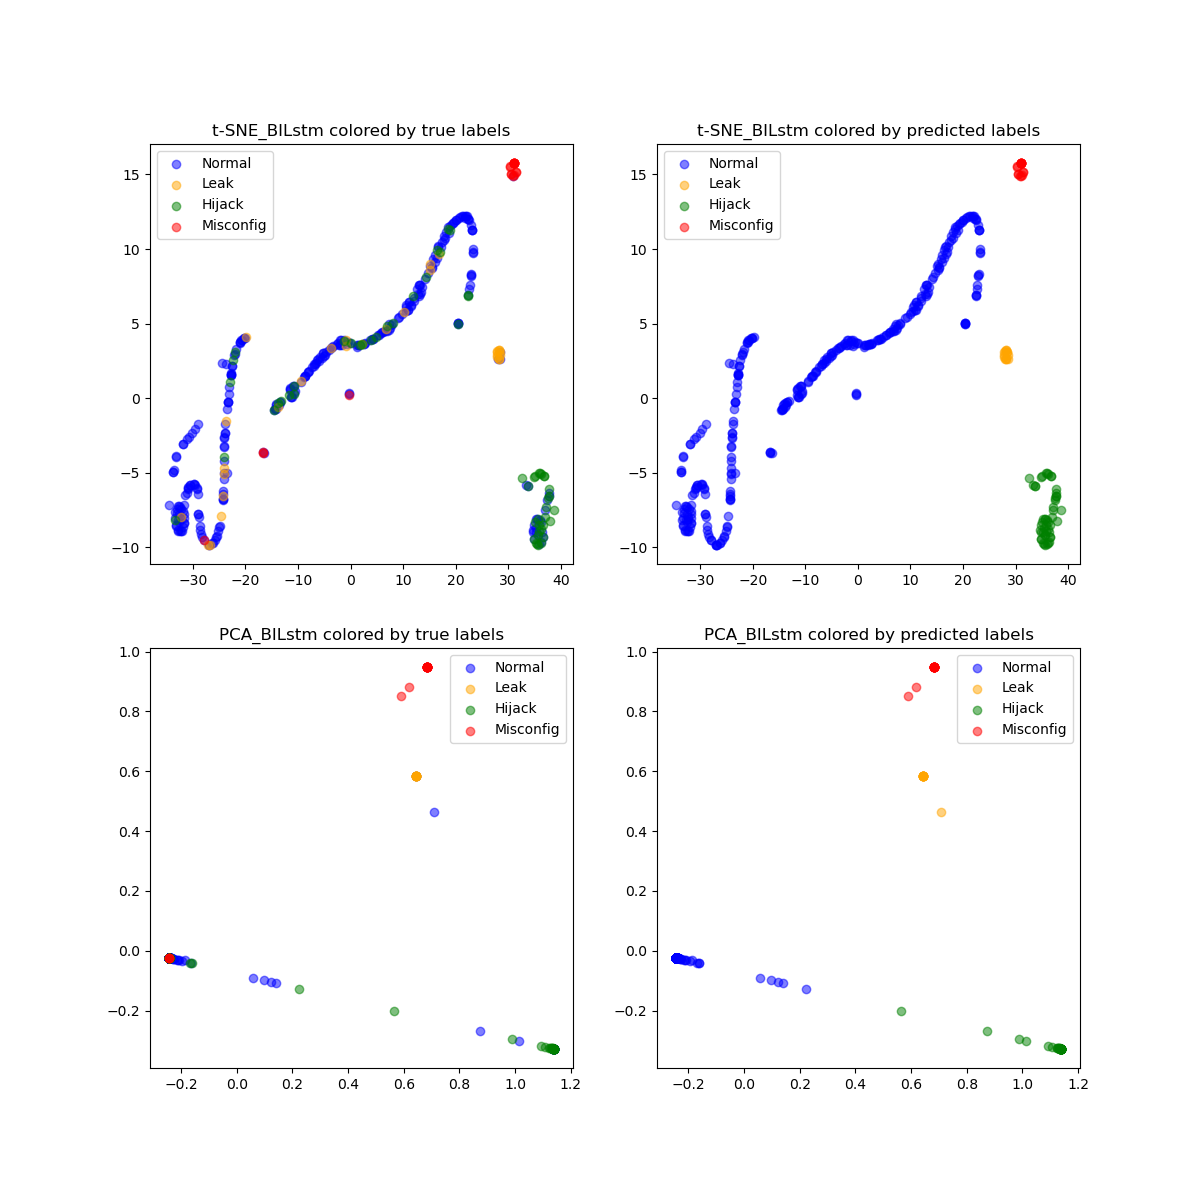 t-SNE_BILstm colored by true labels
Normal
Leak
Hijack
Misconfig
15
10
5
0
−5
−10
−30
−20
−10
0
10
20
30
40
t-SNE_BILstm colored by predicted labels
Normal
Leak
Hijack
Misconfig
15
10
5
0
−5
−10
−30
−20
−10
0
10
20
30
40
PCA_BILstm colored by true labels
Normal
Leak
Hijack
Misconfig
1.0
0.8
0.6
0.4
0.2
0.0
−0.2
−0.2
0.0
0.2
0.4
0.6
0.8
1.0
1.2
PCA_BILstm colored by predicted labels
Normal
Leak
Hijack
Misconfig
1.0
0.8
0.6
0.4
0.2
0.0
−0.2
−0.2
0.0
0.2
0.4
0.6
0.8
1.0
1.2